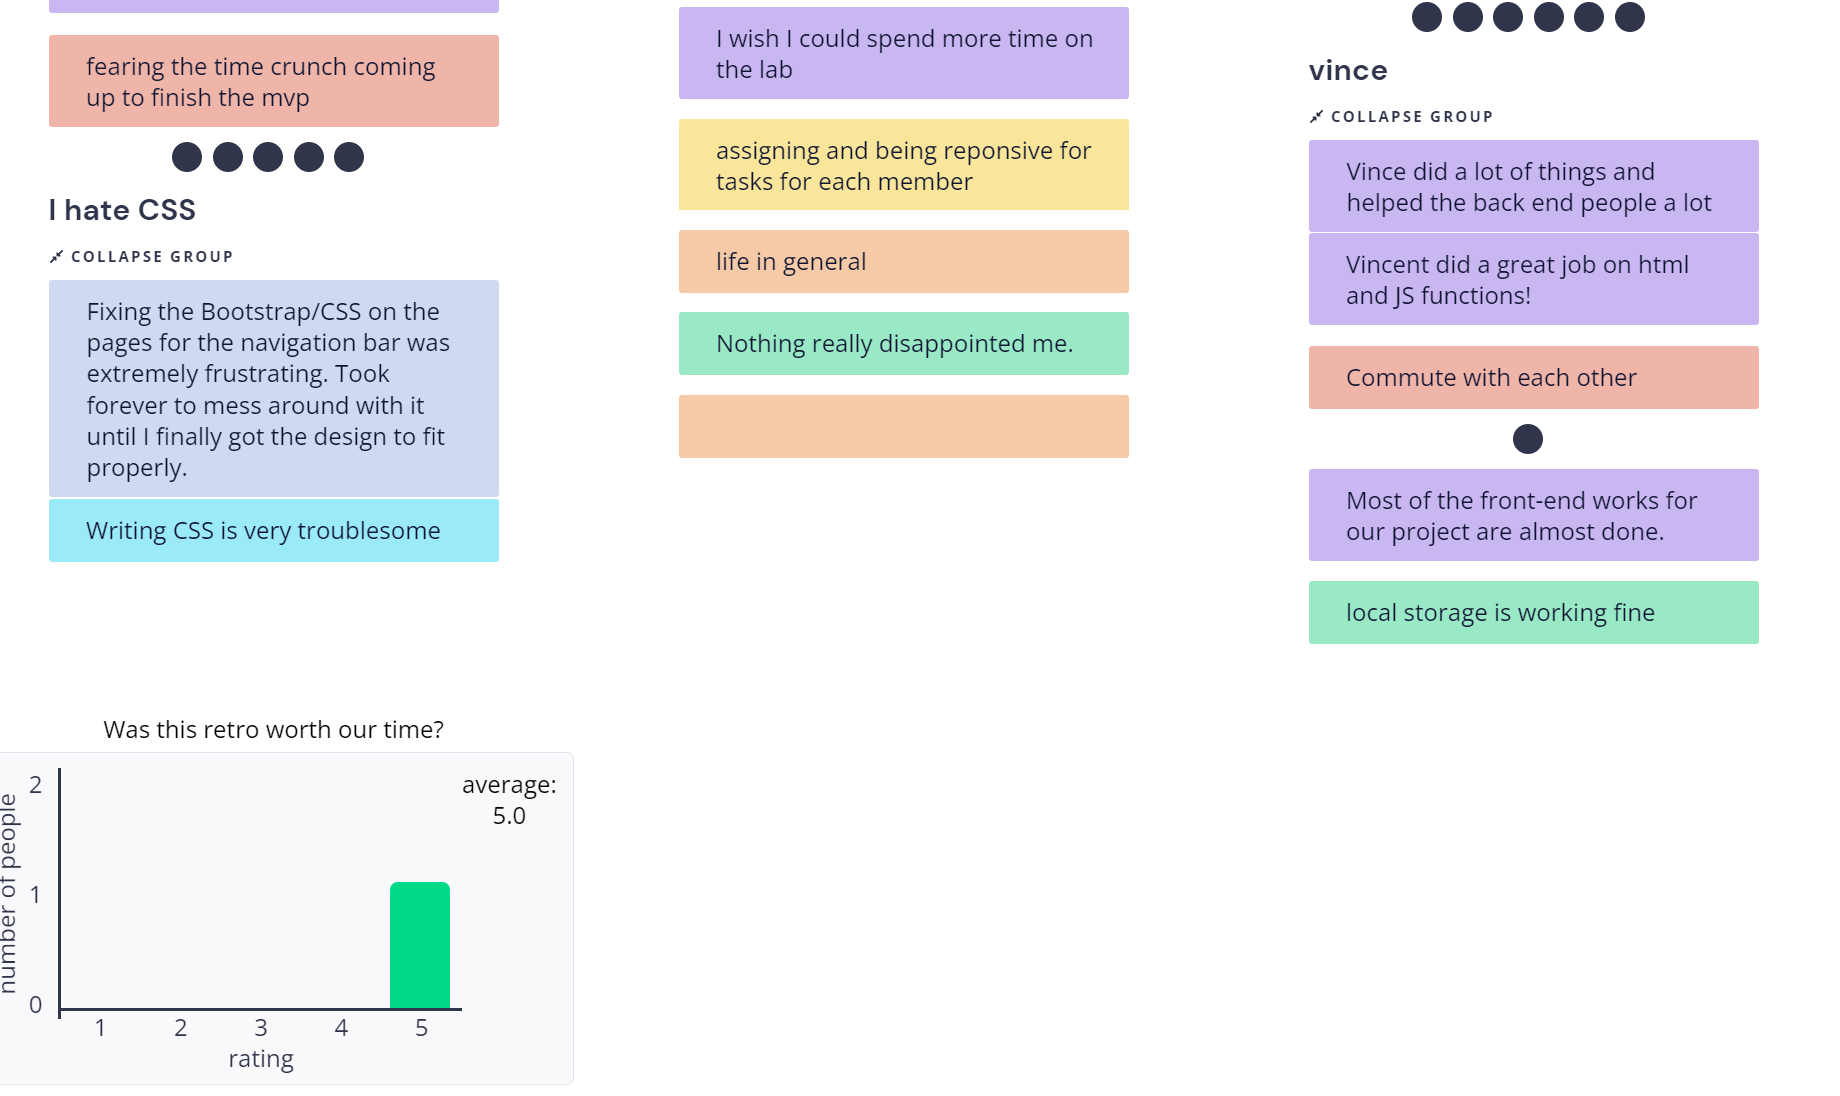 fearing the time crunch coming
up to finish the mvp
I hate CSS
COLLAPSE GROUP
Fixing the Bootstrap/CSS on the
pages for the navigation bar was
extremely frustrating. Took
forever to mess around with it
until I finally got the design to fit
properly.
Writing CSS is very troublesome
I wish I could spend more time on
the lab
assigning and being reponsive for
tasks for each member
life in general
Nothing really disappointed me.
vince
COLLAPSE GROUP
Vince did a lot of things and
helped the back end people a lot
Vincent did a great job on html
and JS functions!
Commute with each other
Most of the front-end works for
our project are almost done.
local storage is working fine
Was this retro worth our time?
average:
5.0
number of people
2
1
0
1 2 3 4 5
rating